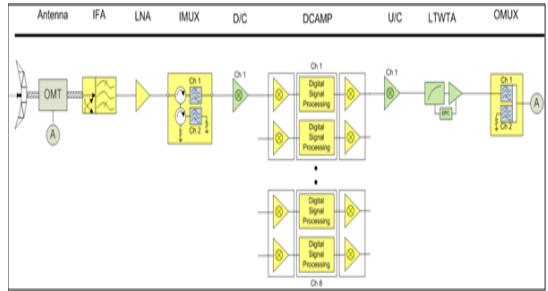 Antenna IFA LNA IMUX D/C DCAMP U/C LTWTA OMUX
Ch 1
OMT
A
Ch 1
Ch 2
Ch 1
Digital
Signal
Processing
Digital
Signal
Processing
Digital
Signal
Processing
Digital
Signal
Processing
Ch 8
Ch 1
EPC
Ch 1
Ch 2
A